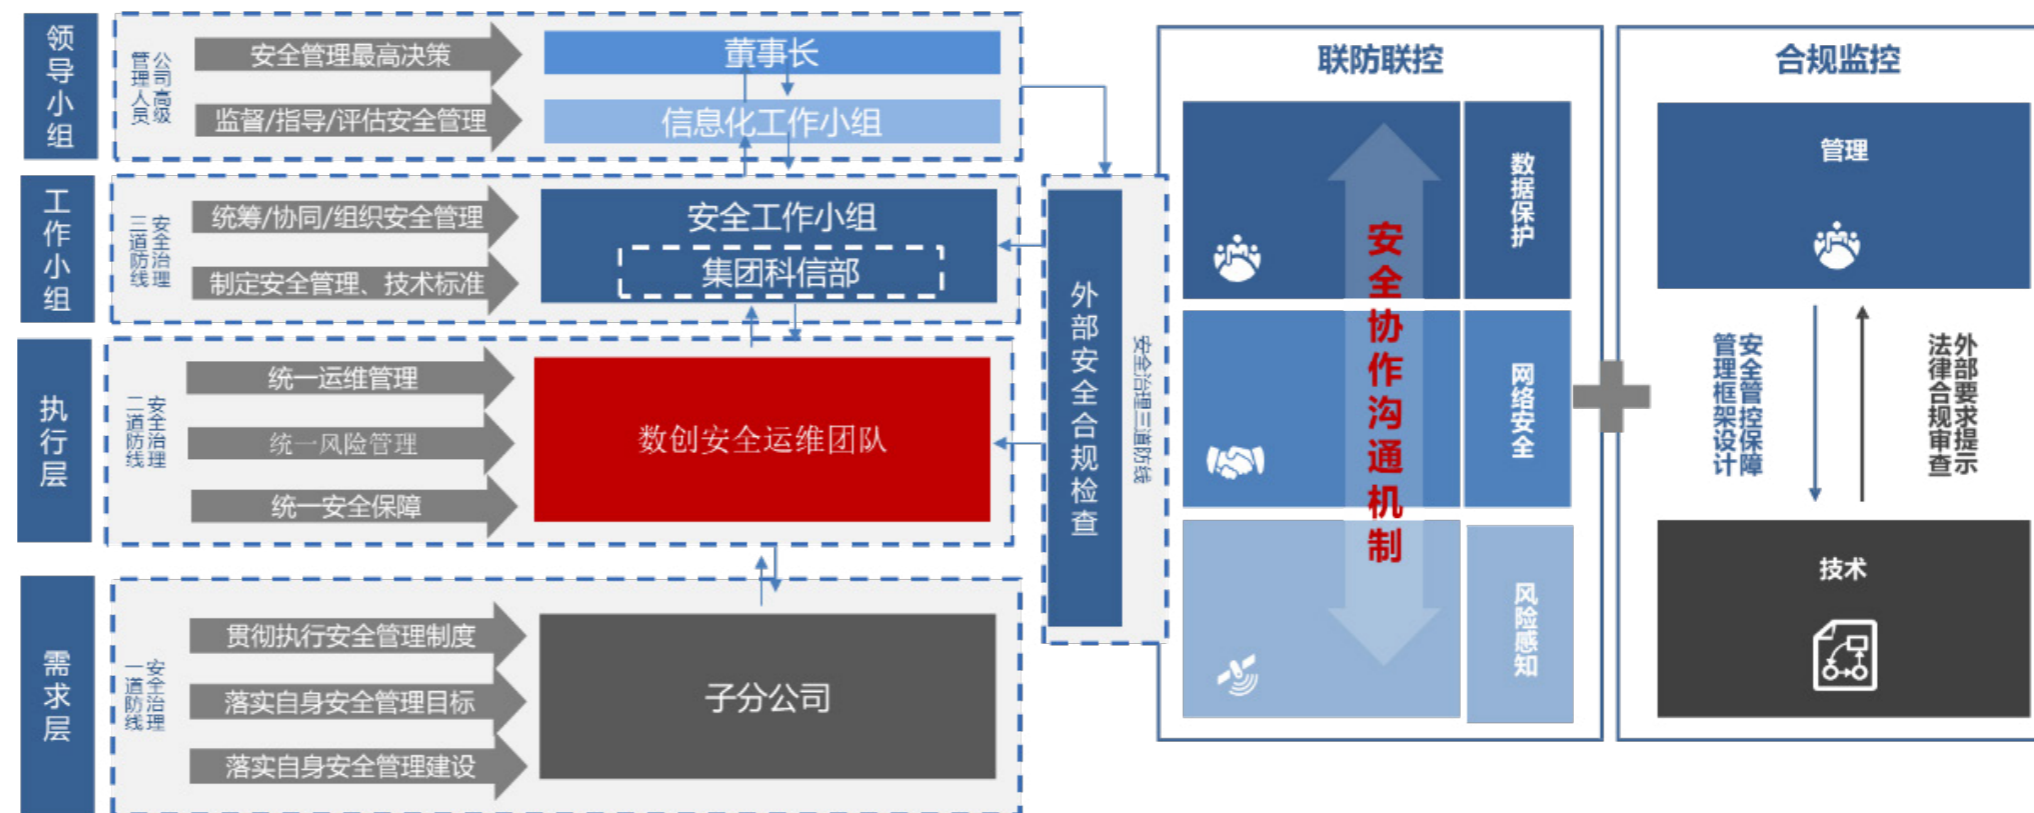 领导小组
公司高级管理人员
安全管理最高决策
董事长
监督/指导/评估安全管理
信息化工作小组
工作小组
安全治理三道防线
统筹/协同/组织安全管理
安全工作小组
制定安全管理、技术标准
集团科信部
执行层
安全治理二道防线
统一运维管理
统一风险管理
数创安全运维团队
统一安全保障
需求层
安全治理一道防线
贯彻执行安全管理制度
落实自身安全管理目标
子分公司
落实自身安全管理建设
外部安全合规检查
安全治理三道防线
联防联控
安全协作沟通机制
数据保护
网络安全
风险感知
合规监控
管理
安全管控保障
管理框架设计
外部要求提示
法律合规审查
技术